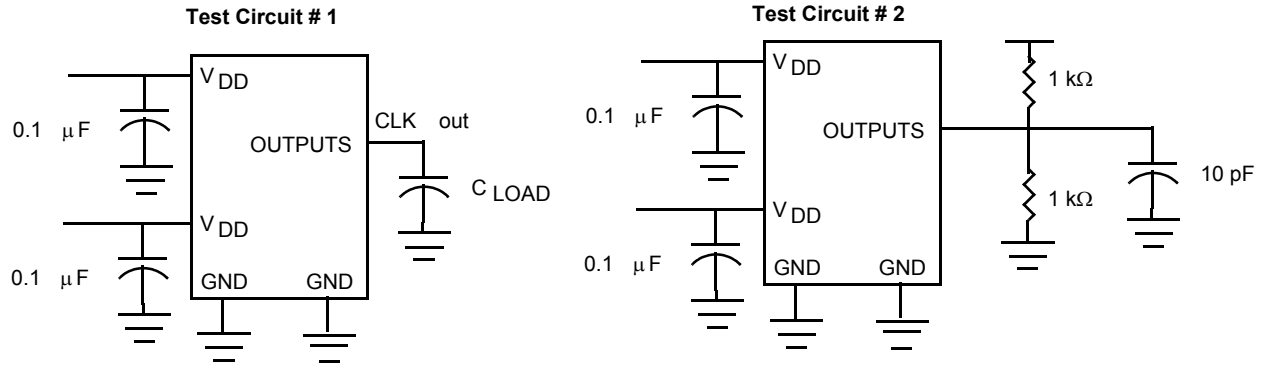 Test Circuit # 1
V DD
0.1 μ F
CLK out
OUTPUTS
C LOAD
V DD
0.1 μ F
GND GND
Test Circuit # 2
V DD
1 kΩ
0.1 μ F
OUTPUTS
10 pF
1 kΩ
V DD
0.1 μ F
GND GND